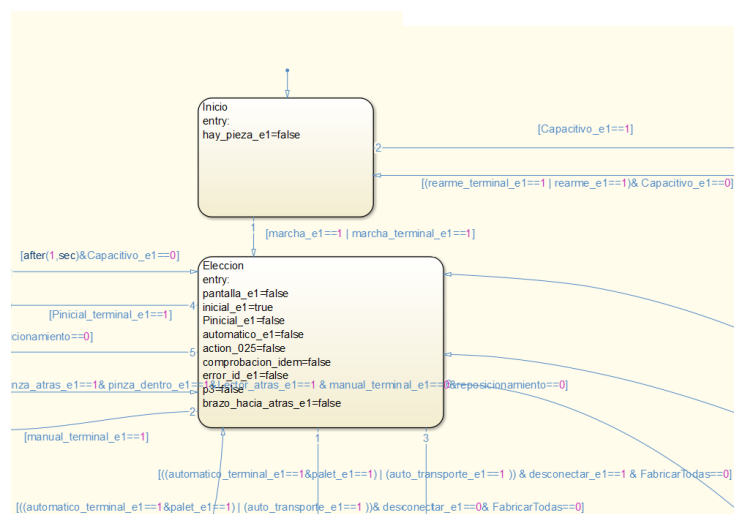 Inicio
entry:
hay_pieza_e1=false
[Capacitivo_e1==1]
2
[(rearme_terminal_e1==1 | rearme_e1==1)& Capacitivo_e1==0]
1
[marcha_e1==1 | marcha_terminal_e1==1]
[after(1,sec)&Capacitivo_e1==0]
Eleccion
entry:
pantalla_e1=false
inicial_e1=true
4
[Pinicial_terminal_e1==1]
Pinicial_e1=false
cionamiento==0]
automatico_e1=false
5
action_025=false
comprobacion_idem=false
error_id_e1=false
nza_atras_e1==1& pinza_dentro_e1==1& _atras_e1==1 & manual_terminal_e1==0&reposicionamiento==0]
p3=false
2
brazo_hacia_atras_e1=false
[manual_terminal_e1==1]
1
3
[((automatico_terminal_e1==1&palet_e1==1) | (auto_transporte_e1==1 )) & desconectar_e1==1 & FabricarTodas==0]
[((automatico_terminal_e1==1&palet_e1==1) | (auto_transporte_e1==1 ))& desconectar_e1==0& FabricarTodas==0]